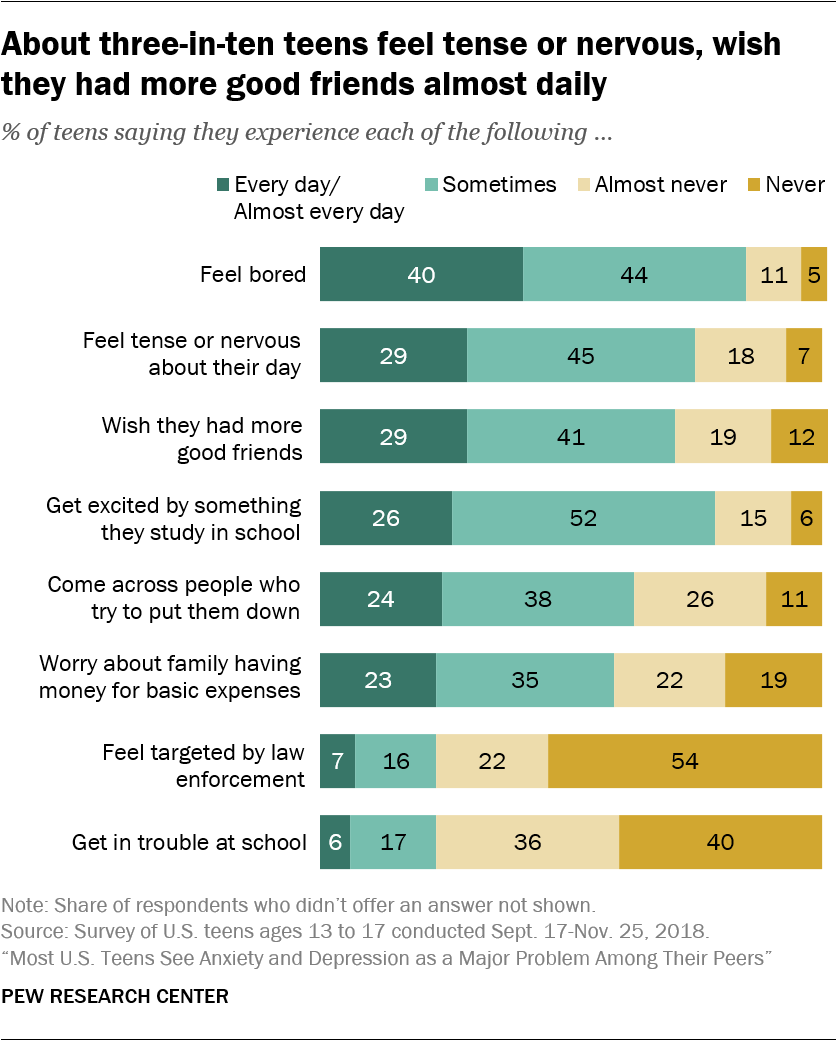 About three-in-ten teens feel tense or nervous, wish
they had more good friends almost daily
% of teens saying they experience each of the following ...
Every day/
Almost every day
Sometimes
Almost never
Never
Feel bored
40 44 11 5
Feel tense or nervous
about their day
29 45 18 7
Wish they had more
good friends
29 41 19 12
Get excited by something
they study in school
26 52 15 6
Come across people who
try to put them down
24 38 26 11
Worry about family having
money for basic expenses
23 35 22 19
Feel targeted by law
enforcement
7 16 22 54
Get in trouble at school
6 17 36 40
Note: Share of respondents who didn’t offer an answer not shown.
Source: Survey of U.S. teens ages 13 to 17 conducted Sept. 17-Nov. 25, 2018.
“Most U.S. Teens See Anxiety and Depression as a Major Problem Among Their Peers”
PEW RESEARCH CENTER